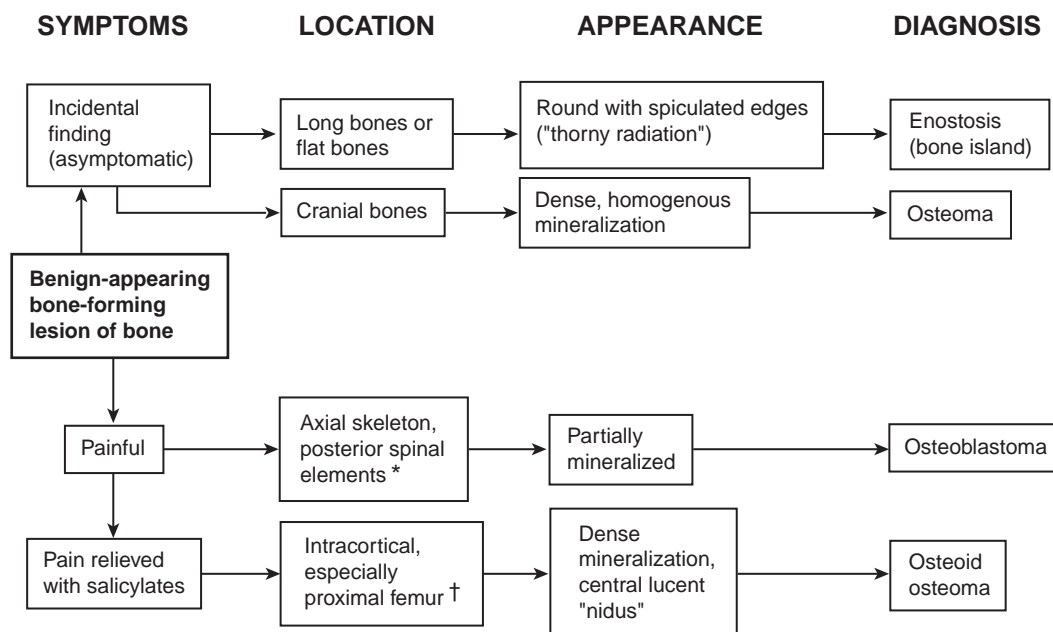 SYMPTOMS
LOCATION
APPEARANCE
DIAGNOSIS
Incidental
finding
(asymptomatic)
Long bones or
flat bones
Round with spiculated edges
("thorny radiation")
Enostosis
(bone island)
Cranial bones
Dense, homogenous
mineralization
Osteoma
Benign-appearing
bone-forming
lesion of bone
Painful
Axial skeleton,
posterior spinal
elements *
Partially
mineralized
Osteoblastoma
Pain relieved
with salicylates
Intracortical,
especially
proximal femur †
Dense
mineralization,
central lucent
"nidus"
Osteoid
osteoma